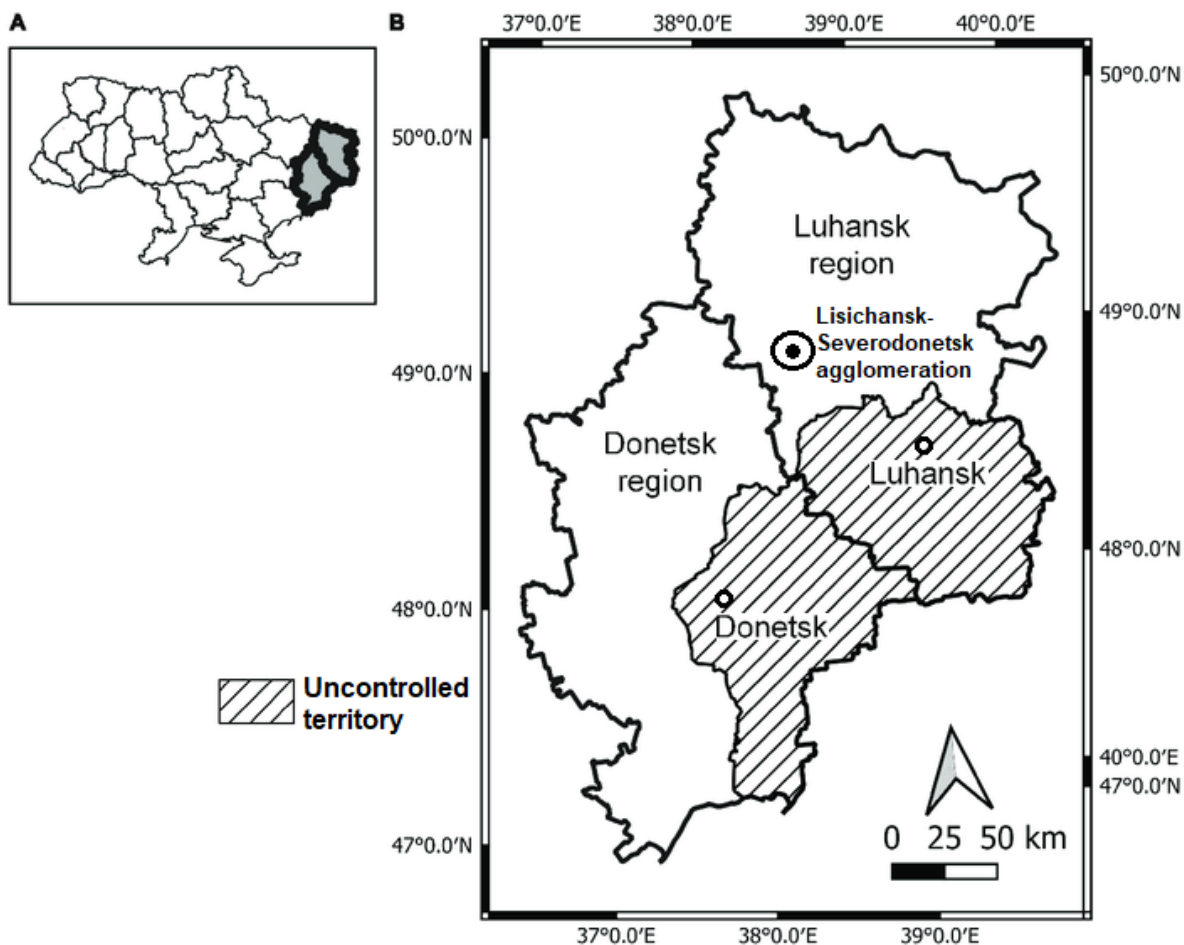 A
B
37°0.0'E 38°0.0'E 39°0.0'E 40°0.0'E
50°0.0'N
50°0.0'N
Luhansk
region
49°0.0'N
Lisichansk-
Severodonetsk
agglomeration
49°0.0'N
Donetsk
region
Luhansk
48°0.0'N
48°0.0'N
Donetsk
Uncontrolled
territory
40°0.0'E
47°0.0'N
0 25 50 km
47°0.0'N
37°0.0'E 38°0.0'E 39°0.0'E